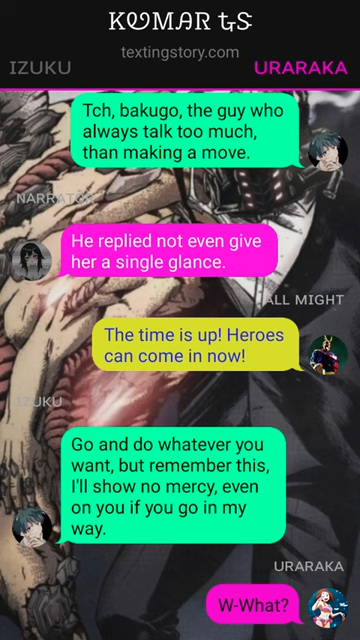 KUMAR TS
textingstory.com
IZUKU
URARAKA
Tch, bakugo, the guy who
always talk too much,
than making a move.
NARRATOR
He replied not even give
her a single glance.
ALL MIGHT
The time is up! Heroes
can come in now!
IZUKU
Go and do whatever you
want, but remember this,
I'll show no mercy, even
on you if you go in my
way.
URARAKA
W-What?